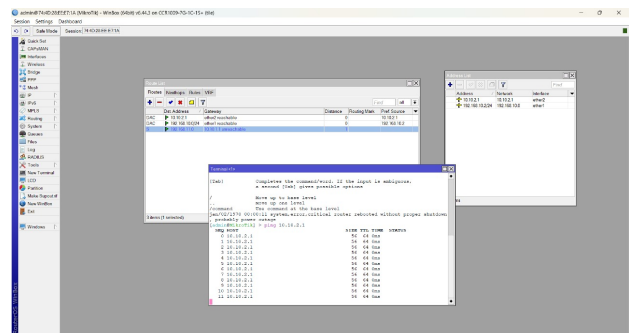 admin@74:4D:28:EE:E7:1A (MikroTik) - WinBox (64bit) v6.44.3 on CCR1009-7G-1C-1S+ (tile)
Session Settings Dashboard
Safe Mode Session: 74:4D:28:EE:E7:1A
Quick Set
CAPsMAN
Interfaces
Wireless
Bridge
PPP
Mesh
IP
IPv6
MPLS
Routing
System
Queues
Files
Log
RADIUS
Tools
New Terminal
LCD
Partition
Make Supout.rif
New WinBox
Exit
Windows
RouterOS WinBox
Route List
Routes Nexthops Rules VRF
Find all
Dst. Address Gateway Distance Routing Mark Pref. Source
DAC 10.10.2.1 ether2 reachable 0 10.10.2.1
DAC 192.168.10.0/24 ether1 reachable 0 192.168.10.2
3 items (1 selected)
Address List
Find
Address Network Interface
10.10.2.1 10.10.2.1 ether2
192.168.10.2/24 192.168.10.0 ether1
Terminal
[Tab] Completes the command/word. If the input is ambiguous,
a second [Tab] gives possible options
/ Move up to base level
.. Move up one level
/command Use command at the base level
jan/02/1970 00:00:11 system,error,critical router rebooted without proper shutdown
, probably power outage
[admin@MikroTik] > ping 10.10.2.1
SEQ HOST SIZE TTL TIME STATUS
0 10.10.2.1 56 64 0ms
1 10.10.2.1 56 64 0ms
2 10.10.2.1 56 64 0ms
3 10.10.2.1 56 64 0ms
4 10.10.2.1 56 64 0ms
5 10.10.2.1 56 64 0ms
6 10.10.2.1 56 64 0ms
7 10.10.2.1 56 64 0ms
8 10.10.2.1 56 64 0ms
9 10.10.2.1 56 64 0ms
10 10.10.2.1 56 64 0ms
11 10.10.2.1 56 64 0ms